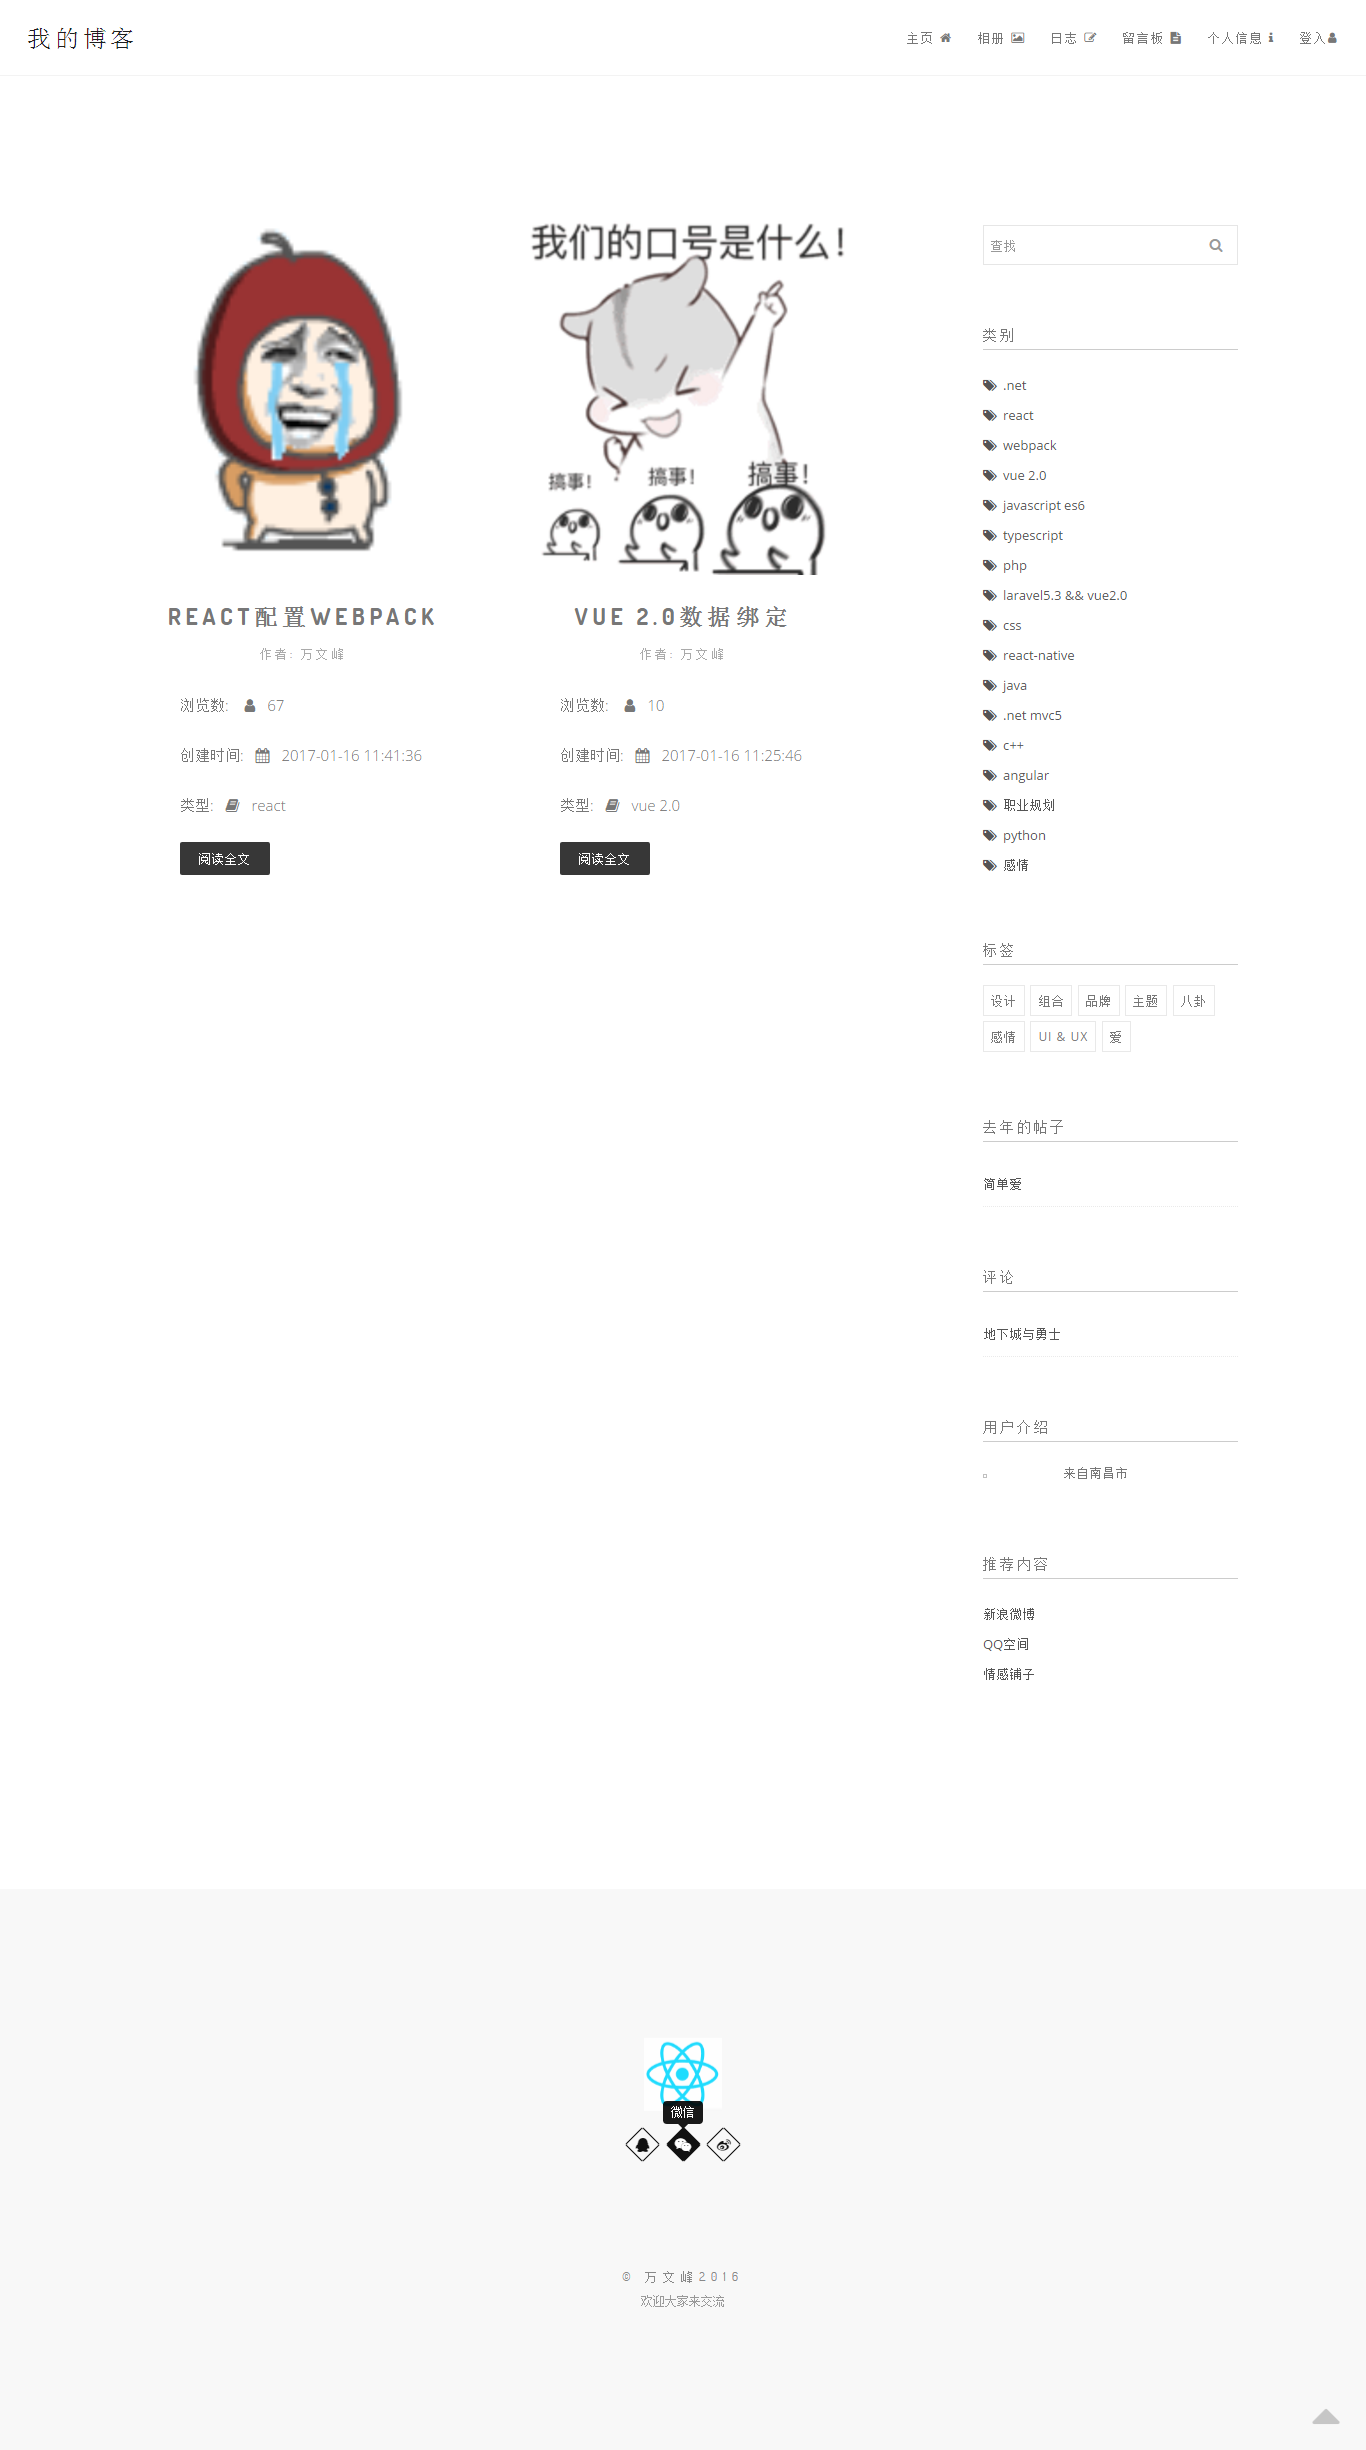 我的博客
主页 相册 日志 留言板 个人信息 登入
我们的口号是什么！
搞事！ 搞事！ 搞事！
REACT配置WEBPACK
作者：万文峰
浏览数： 67
创建时间： 2017-01-16 11:41:36
类型： react
阅读全文
VUE 2.0数据绑定
作者：万文峰
浏览数： 10
创建时间： 2017-01-16 11:25:46
类型： vue 2.0
阅读全文
查找
类别
.net
react
webpack
vue 2.0
javascript es6
typescript
php
laravel5.3 && vue2.0
css
react-native
java
.net mvc5
c++
angular
职业规划
python
感情
标签
设计 组合 品牌 主题 八卦
感情 UI & UX 爱
去年的帖子
简单爱
评论
地下城与勇士
用户介绍
来自南昌市
推荐内容
新浪微博
QQ空间
情感铺子
微信
© 万文峰2016
欢迎大家来交流